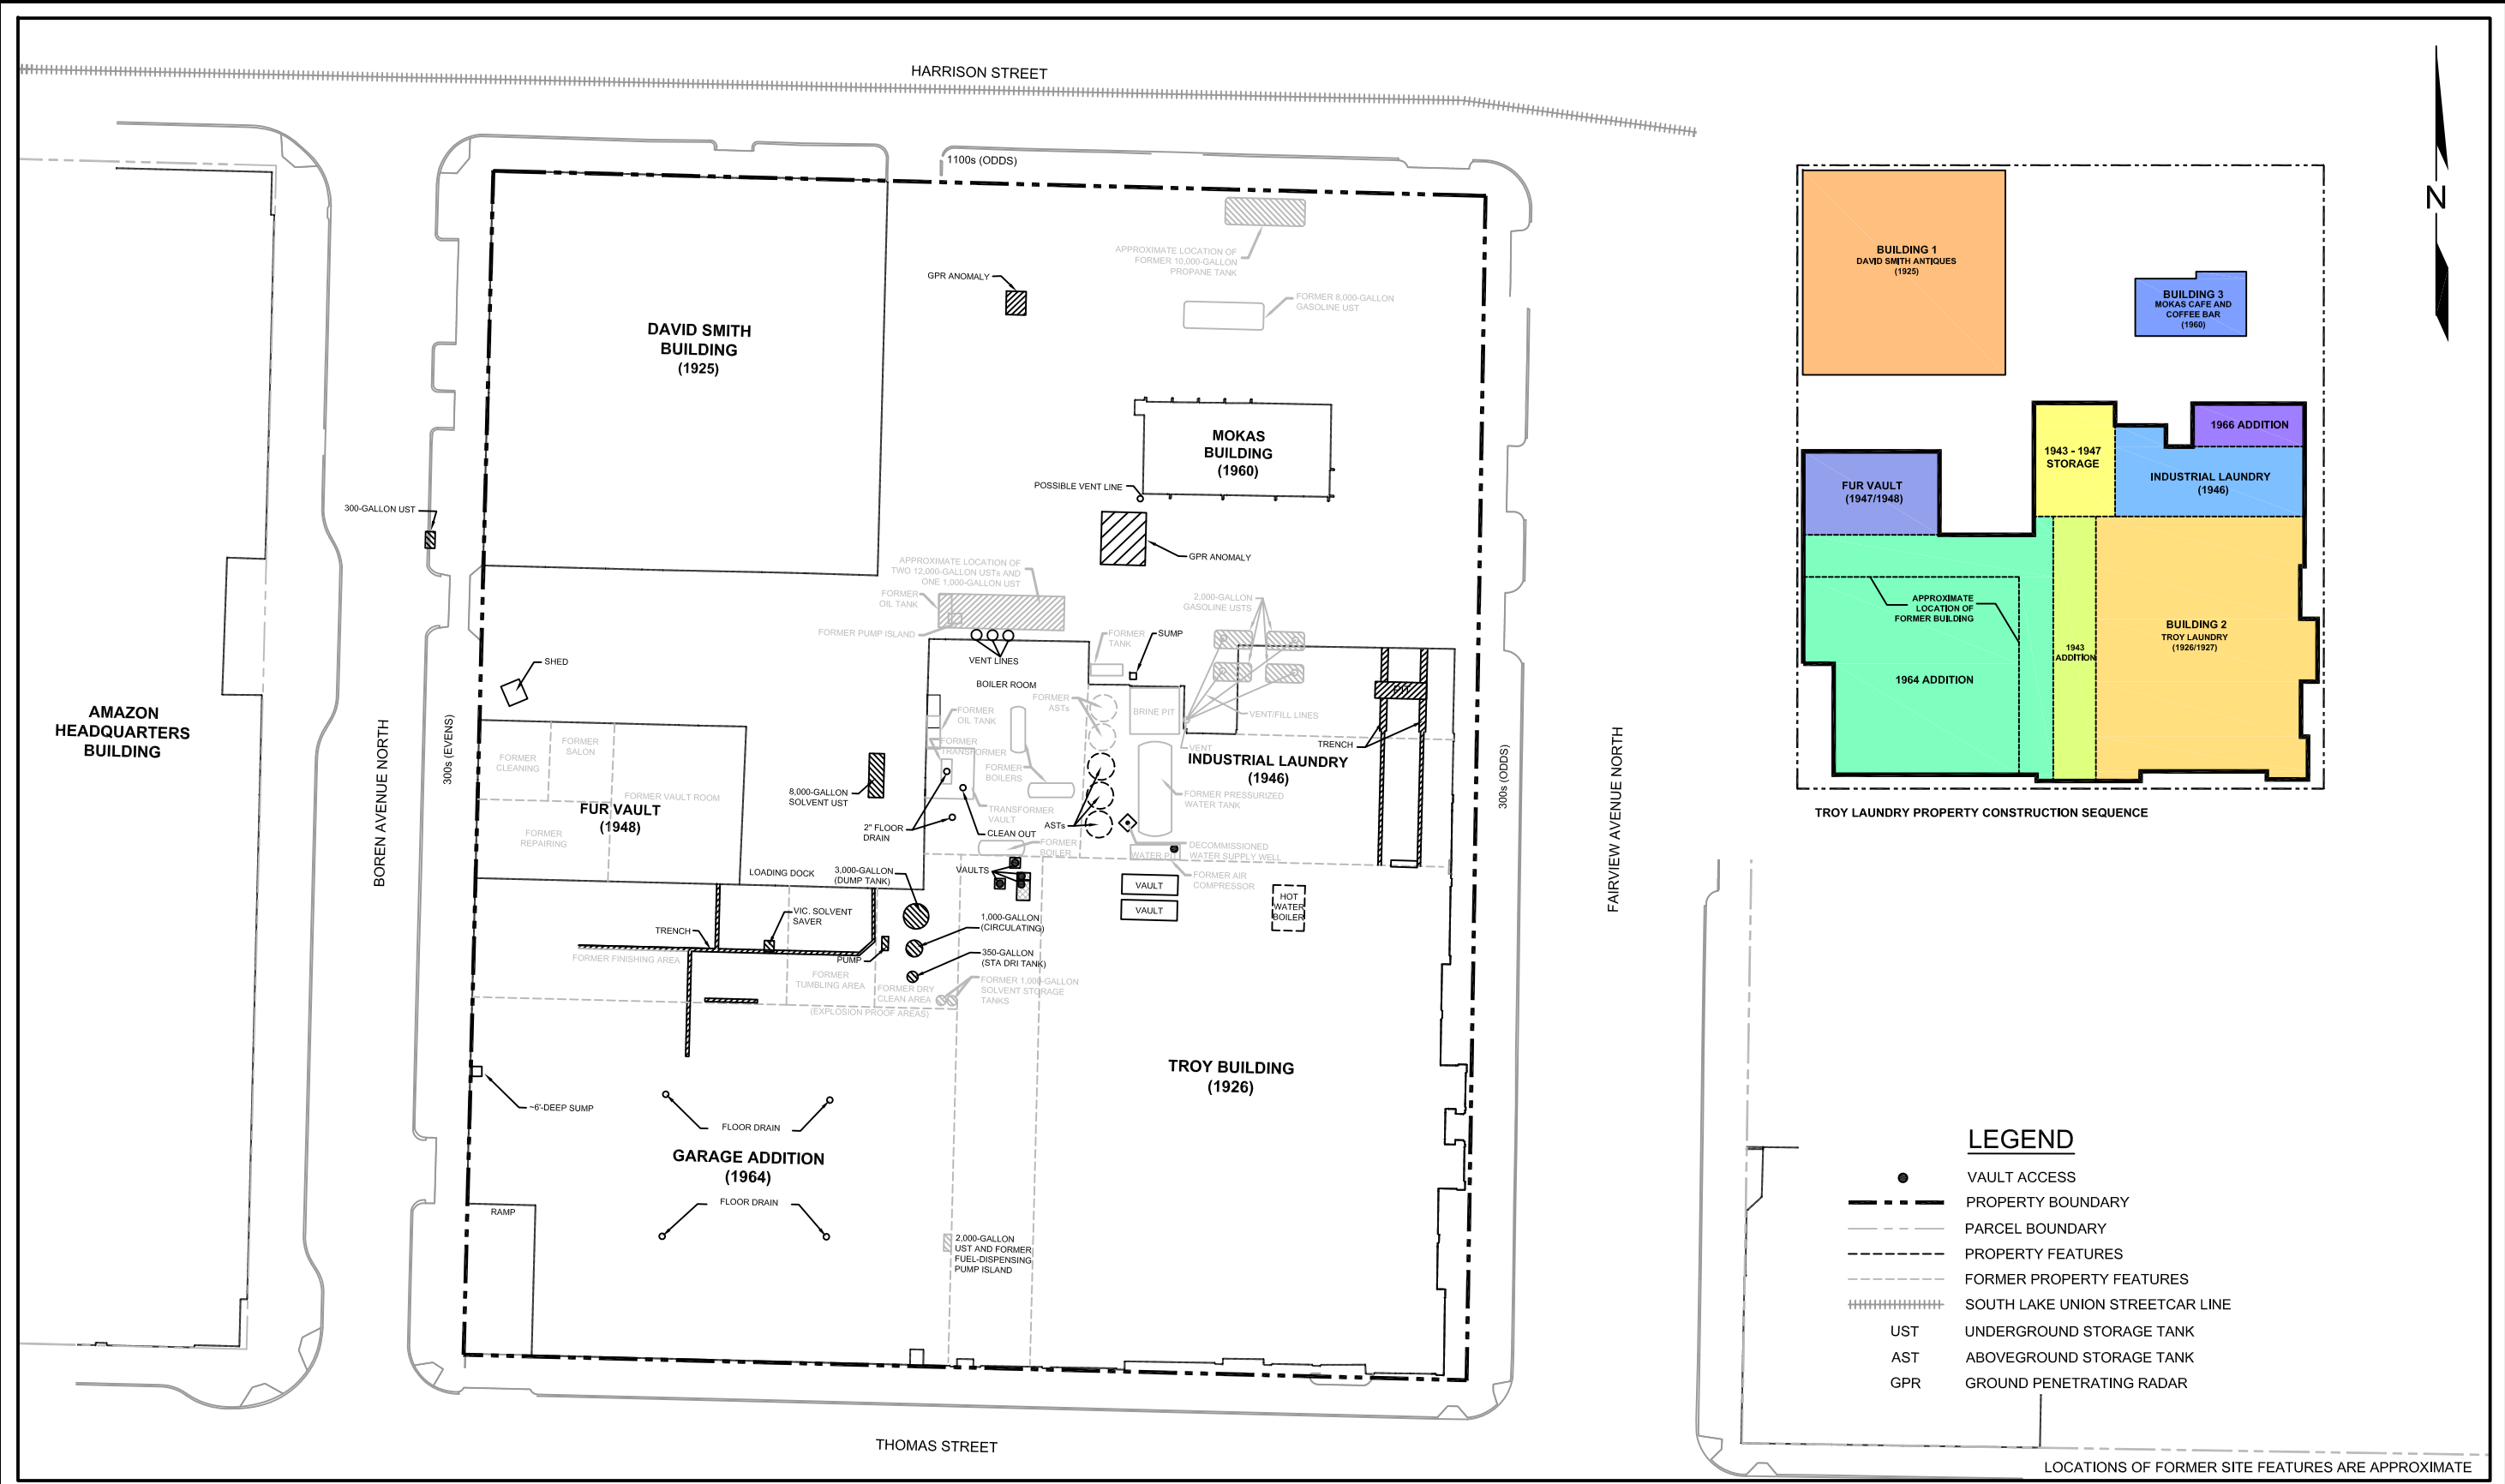 HARRISON STREET
1100s (ODDS)
N
APPROXIMATE LOCATION OF
FORMER 10,000-GALLON
PROPANE TANK
GPR ANOMALY
FORMER 8,000-GALLON
GASOLINE UST
DAVID SMITH
BUILDING
(1925)
MOKAS
BUILDING
(1960)
POSSIBLE VENT LINE
300-GALLON UST
GPR ANOMALY
APPROXIMATE LOCATION OF
TWO 12,000-GALLON USTs AND
ONE 1,000-GALLON UST
FORMER
OIL TANK
FORMER PUMP ISLAND
2,000-GALLON
GASOLINE USTS
FORMER
TANK
SUMP
VENT LINES
SHED
BOILER ROOM
FORMER
ASTs
BRINE PIT
PIT
VENT/FILL LINES
FORMER
OIL TANK
FORMER
TRANSFORMER
VENT
TRENCH
INDUSTRIAL LAUNDRY
(1946)
FORMER
BOILERS
AMAZON
HEADQUARTERS
BUILDING
BOREN AVENUE NORTH
300s (EVENS)
FORMER
CLEANING
FORMER
SALON
FORMER VAULT ROOM
FUR VAULT
(1948)
FORMER
REPAIRING
8,000-GALLON
SOLVENT UST
FORMER PRESSURIZED
WATER TANK
TRANSFORMER
VAULT
2" FLOOR
DRAIN
CLEAN OUT
ASTs
FORMER
BOILER
WATER PIT
DECOMMISSIONED
WATER SUPPLY WELL
FORMER AIR
COMPRESSOR
300s (ODDS)
FAIRVIEW AVENUE NORTH
LOADING DOCK
3,000-GALLON
(DUMP TANK)
VAULTS
VAULT
VAULT
HOT
WATER
BOILER
VIC. SOLVENT
SAVER
1,000-GALLON
(CIRCULATING)
TRENCH
PUMP
350-GALLON
(STA DRI TANK)
FORMER FINISHING AREA
FORMER
TUMBLING AREA
FORMER DRY
CLEAN AREA
FORMER 1,000-GALLON
SOLVENT STORAGE
TANKS
(EXPLOSION PROOF AREAS)
TROY BUILDING
(1926)
~6'-DEEP SUMP
FLOOR DRAIN
GARAGE ADDITION
(1964)
FLOOR DRAIN
RAMP
2,000-GALLON
UST AND FORMER
FUEL-DISPENSING
PUMP ISLAND
THOMAS STREET
BUILDING 1
DAVID SMITH ANTIQUES
(1925)
BUILDING 3
MOKAS CAFE AND
COFFEE BAR
(1960)
1966 ADDITION
1943 - 1947
STORAGE
INDUSTRIAL LAUNDRY
(1946)
FUR VAULT
(1947/1948)
APPROXIMATE
LOCATION OF
FORMER BUILDING
BUILDING 2
TROY LAUNDRY
(1926/1927)
1943
ADDITION
1964 ADDITION
TROY LAUNDRY PROPERTY CONSTRUCTION SEQUENCE
LEGEND
VAULT ACCESS
PROPERTY BOUNDARY
PARCEL BOUNDARY
PROPERTY FEATURES
FORMER PROPERTY FEATURES
SOUTH LAKE UNION STREETCAR LINE
UST UNDERGROUND STORAGE TANK
AST ABOVEGROUND STORAGE TANK
GPR GROUND PENETRATING RADAR
LOCATIONS OF FORMER SITE FEATURES ARE APPROXIMATE